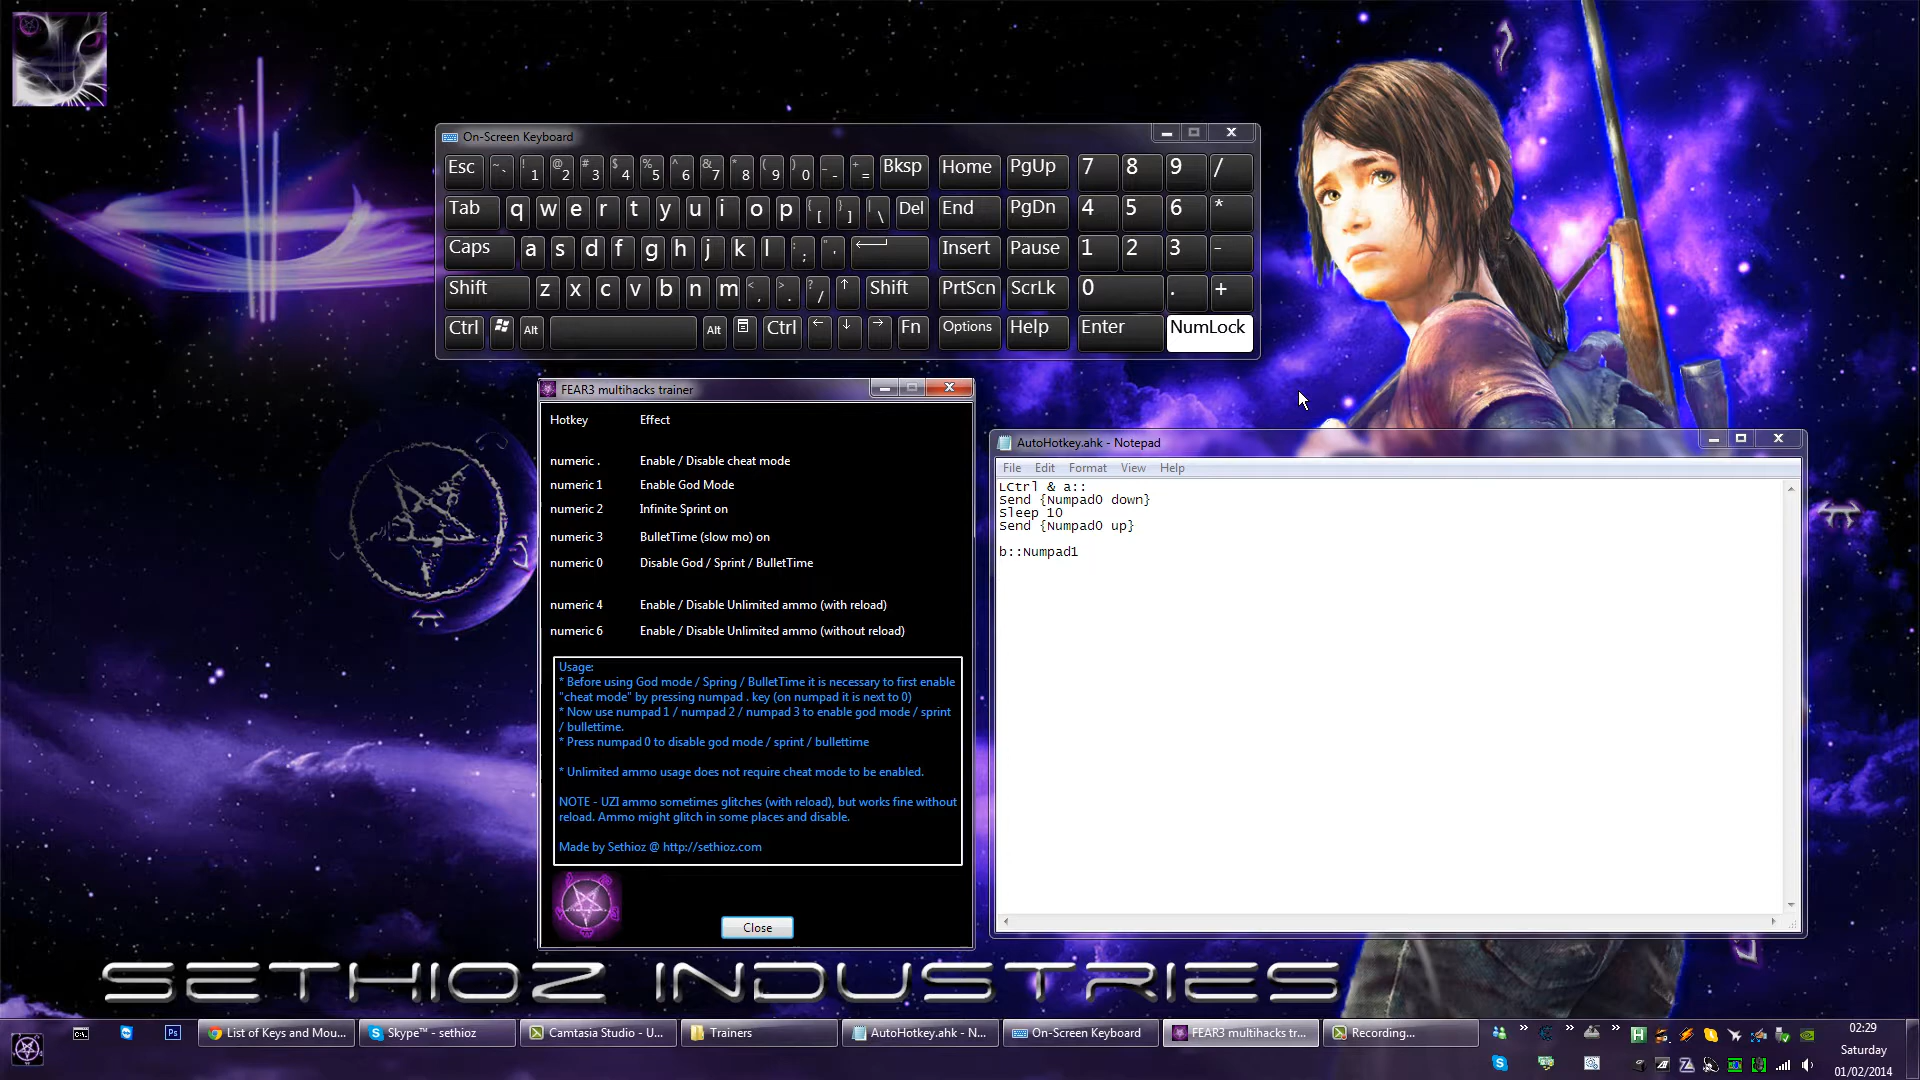 On-Screen Keyboard
Esc ~ ` ! 1 @ 2 # 3 $ 4 % 5 ^ 6 & 7 * 8 ( 9 ) 0 _ - + = Bksp Home PgUp 7 8 9 /
Tab q w e r t y u i o p { [ } ] | \ Del End PgDn 4 5 6 *
Caps a s d f g h j k l : ; " ' Insert Pause 1 2 3 -
Shift z x c v b n m < , > . ? / ↑ Shift PrtScn ScrLk 0 . +
Ctrl Alt Alt Ctrl ← ↓ → Fn Options Help Enter NumLock
FEAR3 multihacks trainer
Hotkey Effect
numeric . Enable / Disable cheat mode
numeric 1 Enable God Mode
numeric 2 Infinite Sprint on
numeric 3 BulletTime (slow mo) on
numeric 0 Disable God / Sprint / BulletTime
numeric 4 Enable / Disable Unlimited ammo (with reload)
numeric 6 Enable / Disable Unlimited ammo (without reload)
Usage:
* Before using God mode / Spring / BulletTime it is necessary to first enable
"cheat mode" by pressing numpad . key (on numpad it is next to 0)
* Now use numpad 1 / numpad 2 / numpad 3 to enable god mode / sprint
/ bullettime.
* Press numpad 0 to disable god mode / sprint / bullettime
* Unlimited ammo usage does not require cheat mode to be enabled.
NOTE - UZI ammo sometimes glitches (with reload), but works fine without
reload. Ammo might glitch in some places and disable.
Made by Sethioz @ http://sethioz.com
Close
AutoHotkey.ahk - Notepad
File Edit Format View Help
LCtrl & a::
Send {Numpad0 down}
Sleep 10
Send {Numpad0 up}
b::Numpad1
SETHIOZ INDUSTRIES
C:\ Ps List of Keys and Mou... Skype™ - sethioz Camtasia Studio - U... Trainers AutoHotkey.ahk - N... On-Screen Keyboard FEAR3 multihacks tr... Recording...
02:29
Saturday
01/02/2014